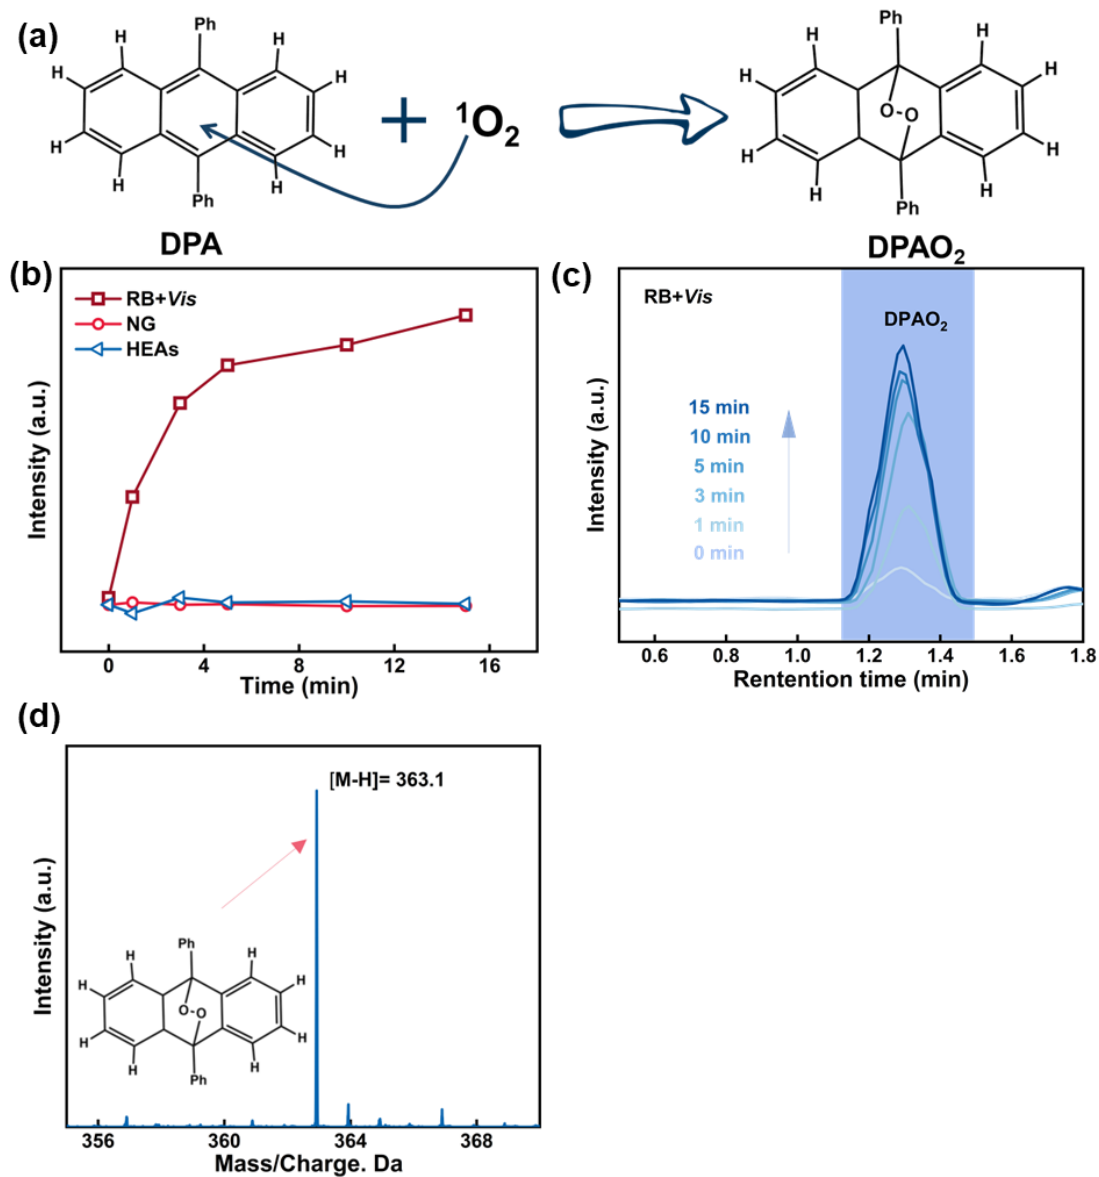 (a)
Ph
H H
H H
H H
H H
Ph
DPA
+
¹O₂
Ph
H H
H H
O-O
H H
H H
Ph
DPAO₂
(b)
RB+Vis
NG
HEAs
Intensity (a.u.)
0 4 8 12 16
Time (min)
(c)
RB+Vis
DPAO₂
15 min
10 min
5 min
3 min
1 min
0 min
Intensity (a.u.)
0.6 0.8 1.0 1.2 1.4 1.6 1.8
Rentention time (min)
(d)
[M-H]= 363.1
Intensity (a.u.)
Ph
H H
H H
O-O
H H
H H
Ph
356 360 364 368
Mass/Charge. Da